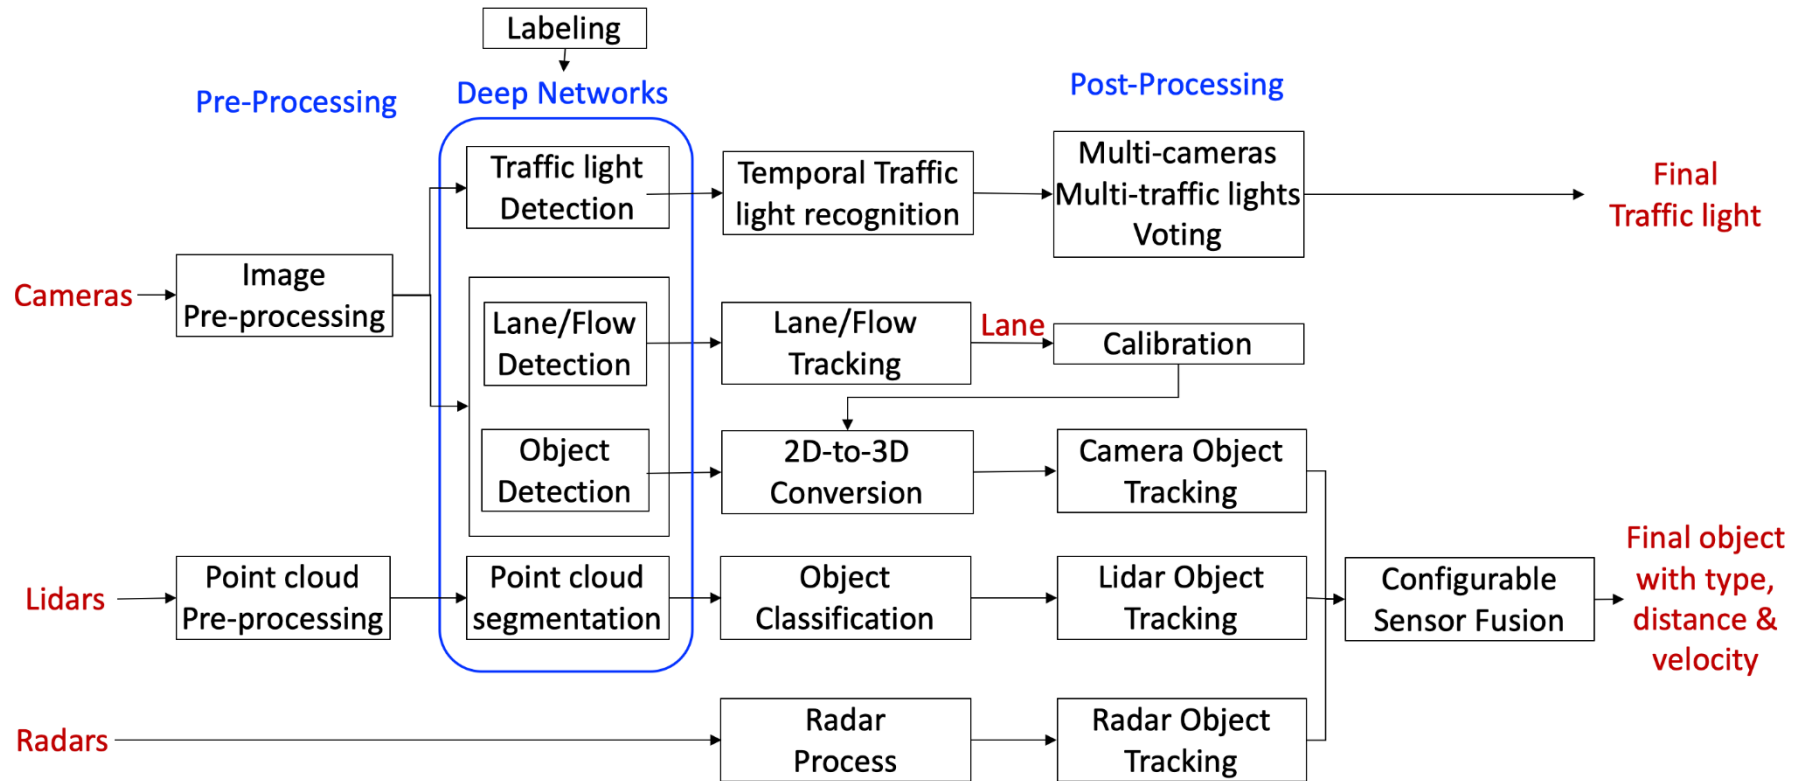 Labeling
Pre-Processing
Deep Networks
Post-Processing
Traffic light
Detection
Temporal Traffic
light recognition
Multi-cameras
Multi-traffic lights
Voting
Final
Traffic light
Cameras
Image
Pre-processing
Lane/Flow
Detection
Lane/Flow
Tracking
Lane
Calibration
Object
Detection
2D-to-3D
Conversion
Camera Object
Tracking
Lidars
Point cloud
Pre-processing
Point cloud
segmentation
Object
Classification
Lidar Object
Tracking
Configurable
Sensor Fusion
Final object
with type,
distance &
velocity
Radars
Radar
Process
Radar Object
Tracking